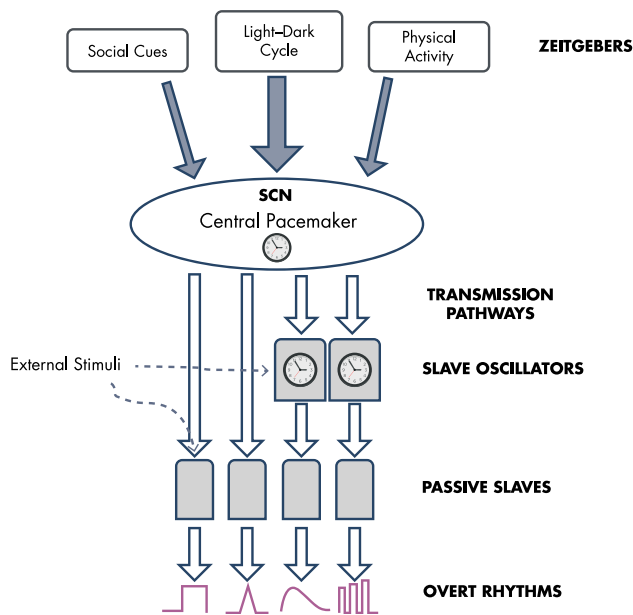 Social Cues
Light–Dark
Cycle
Physical
Activity
ZEITGEBERS
SCN
Central Pacemaker
TRANSMISSION
PATHWAYS
External Stimuli
SLAVE OSCILLATORS
PASSIVE SLAVES
OVERT RHYTHMS